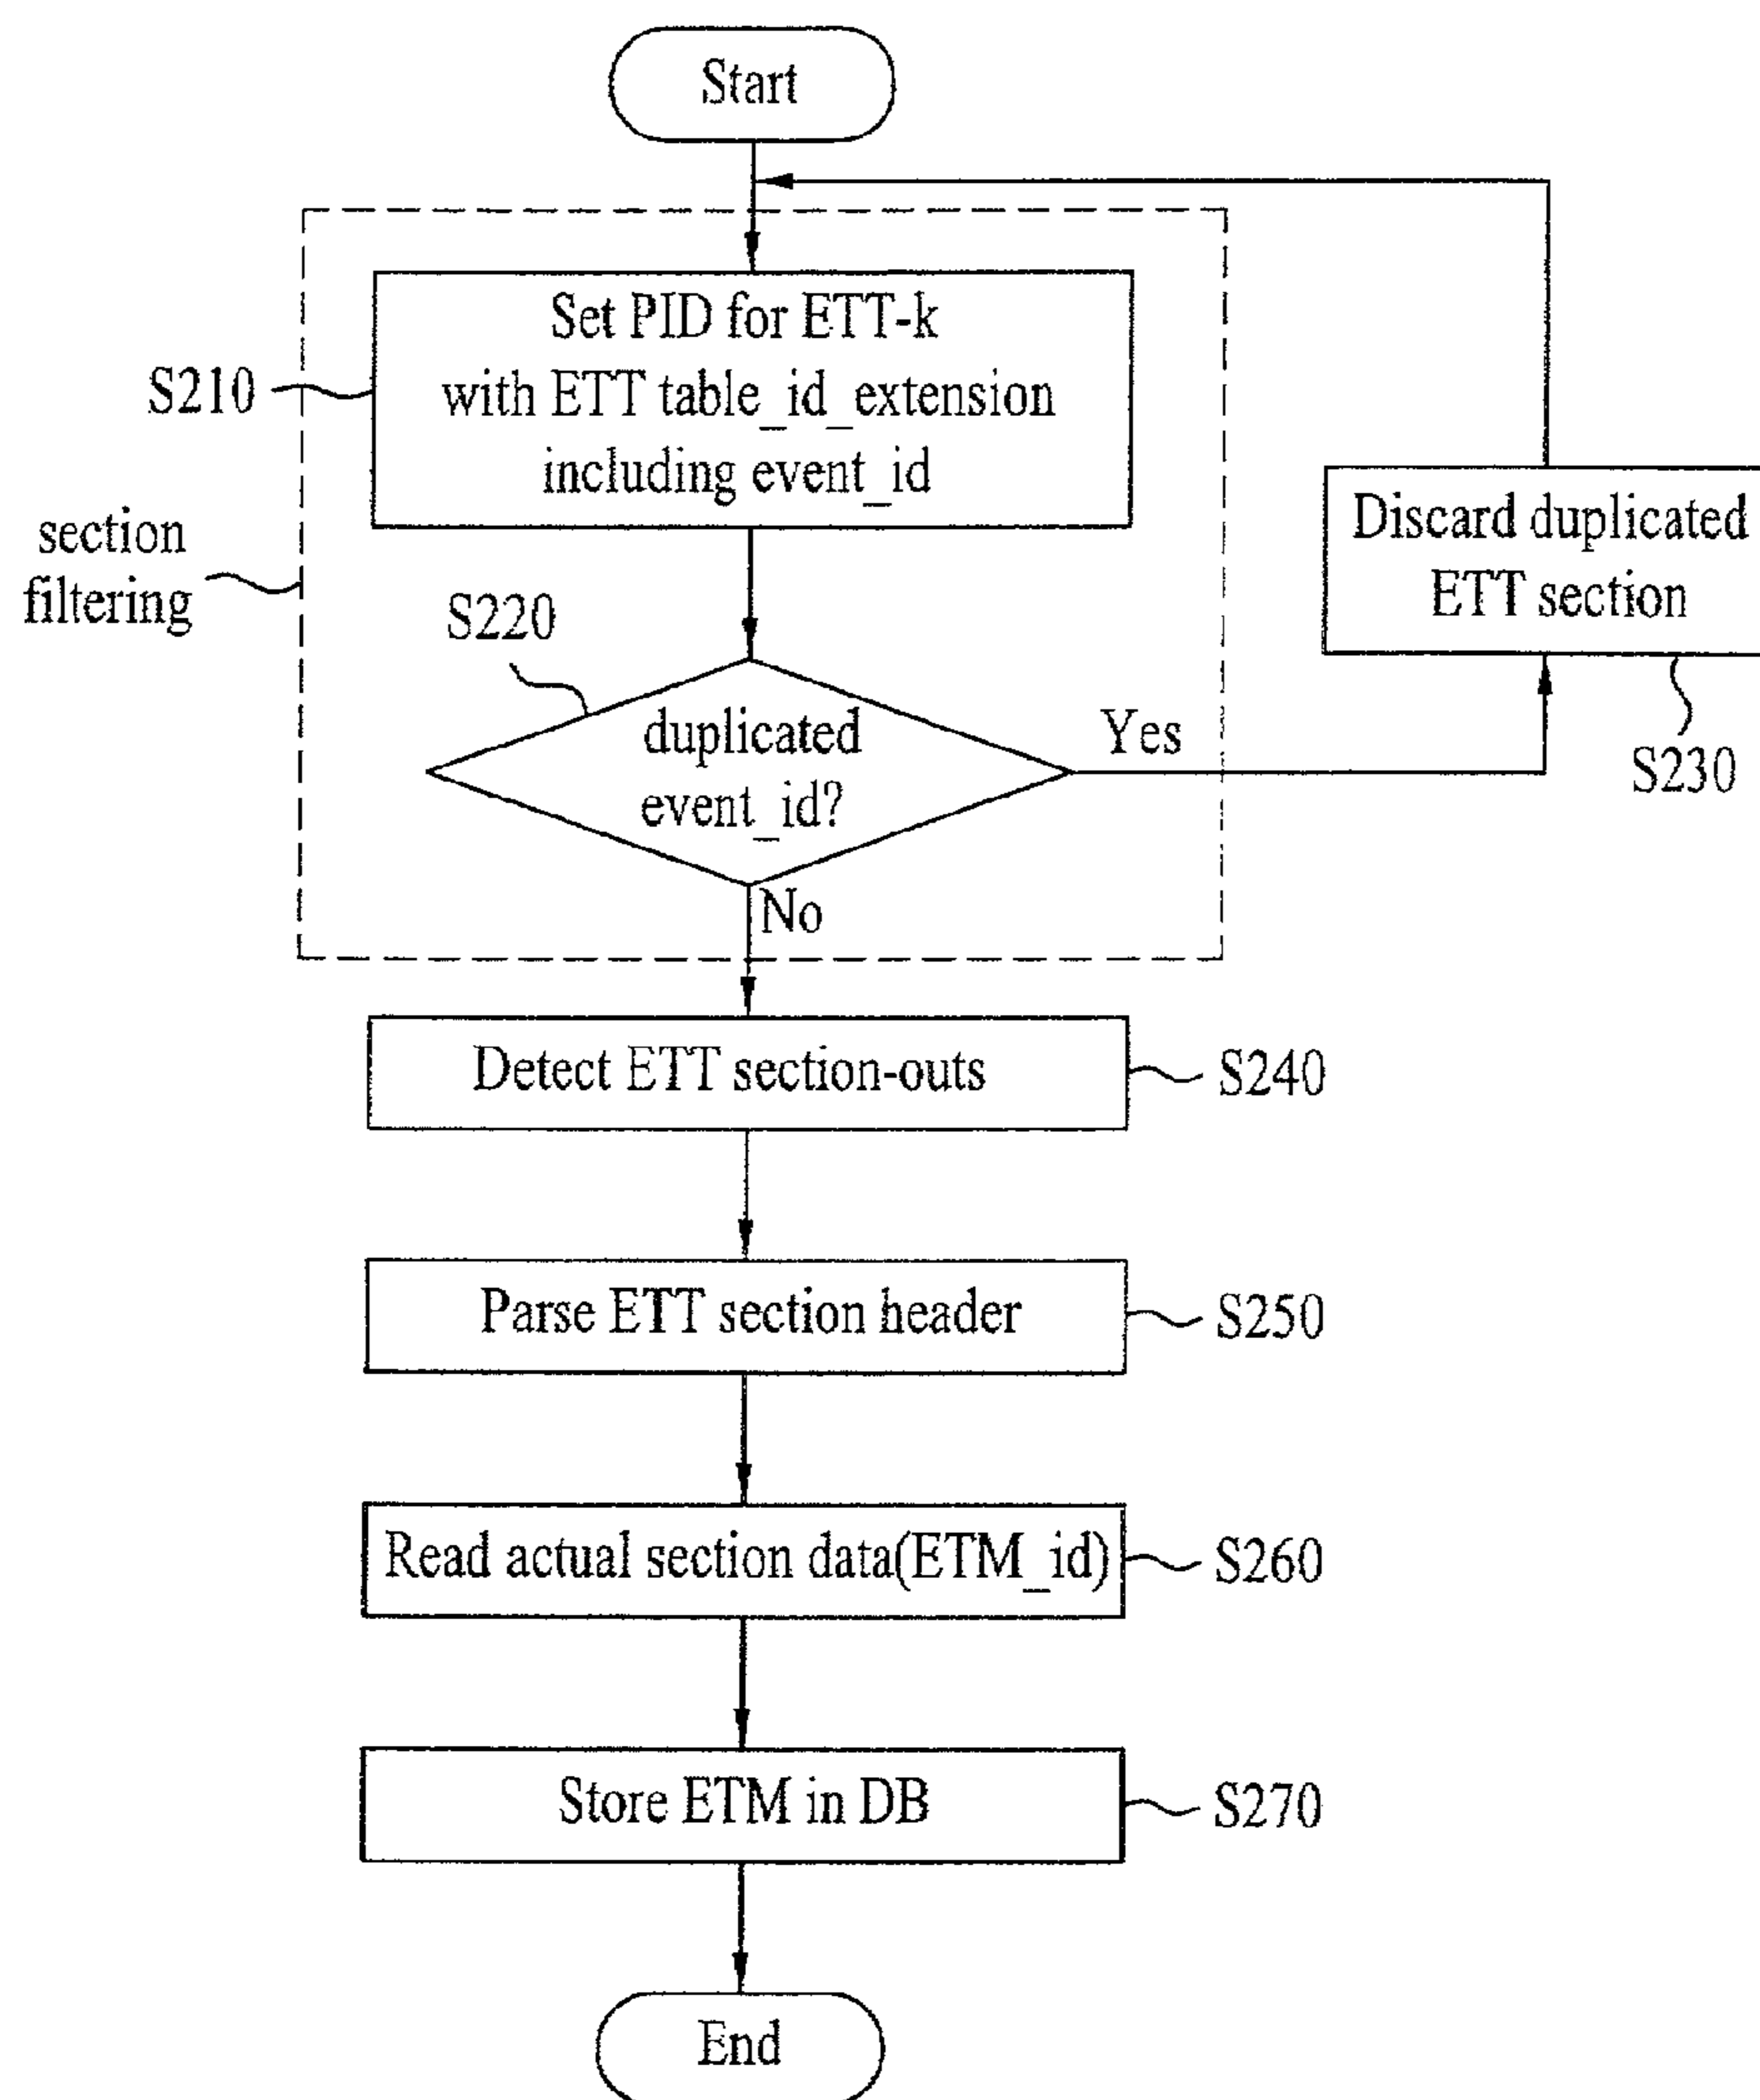 Start
Set PID for ETT-k
with ETT table_id_extension
including event_id
S210
section
filtering
Discard duplicated
ETT section
S230
S220
duplicated
event_id?
Yes
No
Detect ETT section-outs
S240
Parse ETT section header
S250
Read actual section data(ETM_id)
S260
Store ETM in DB
S270
End